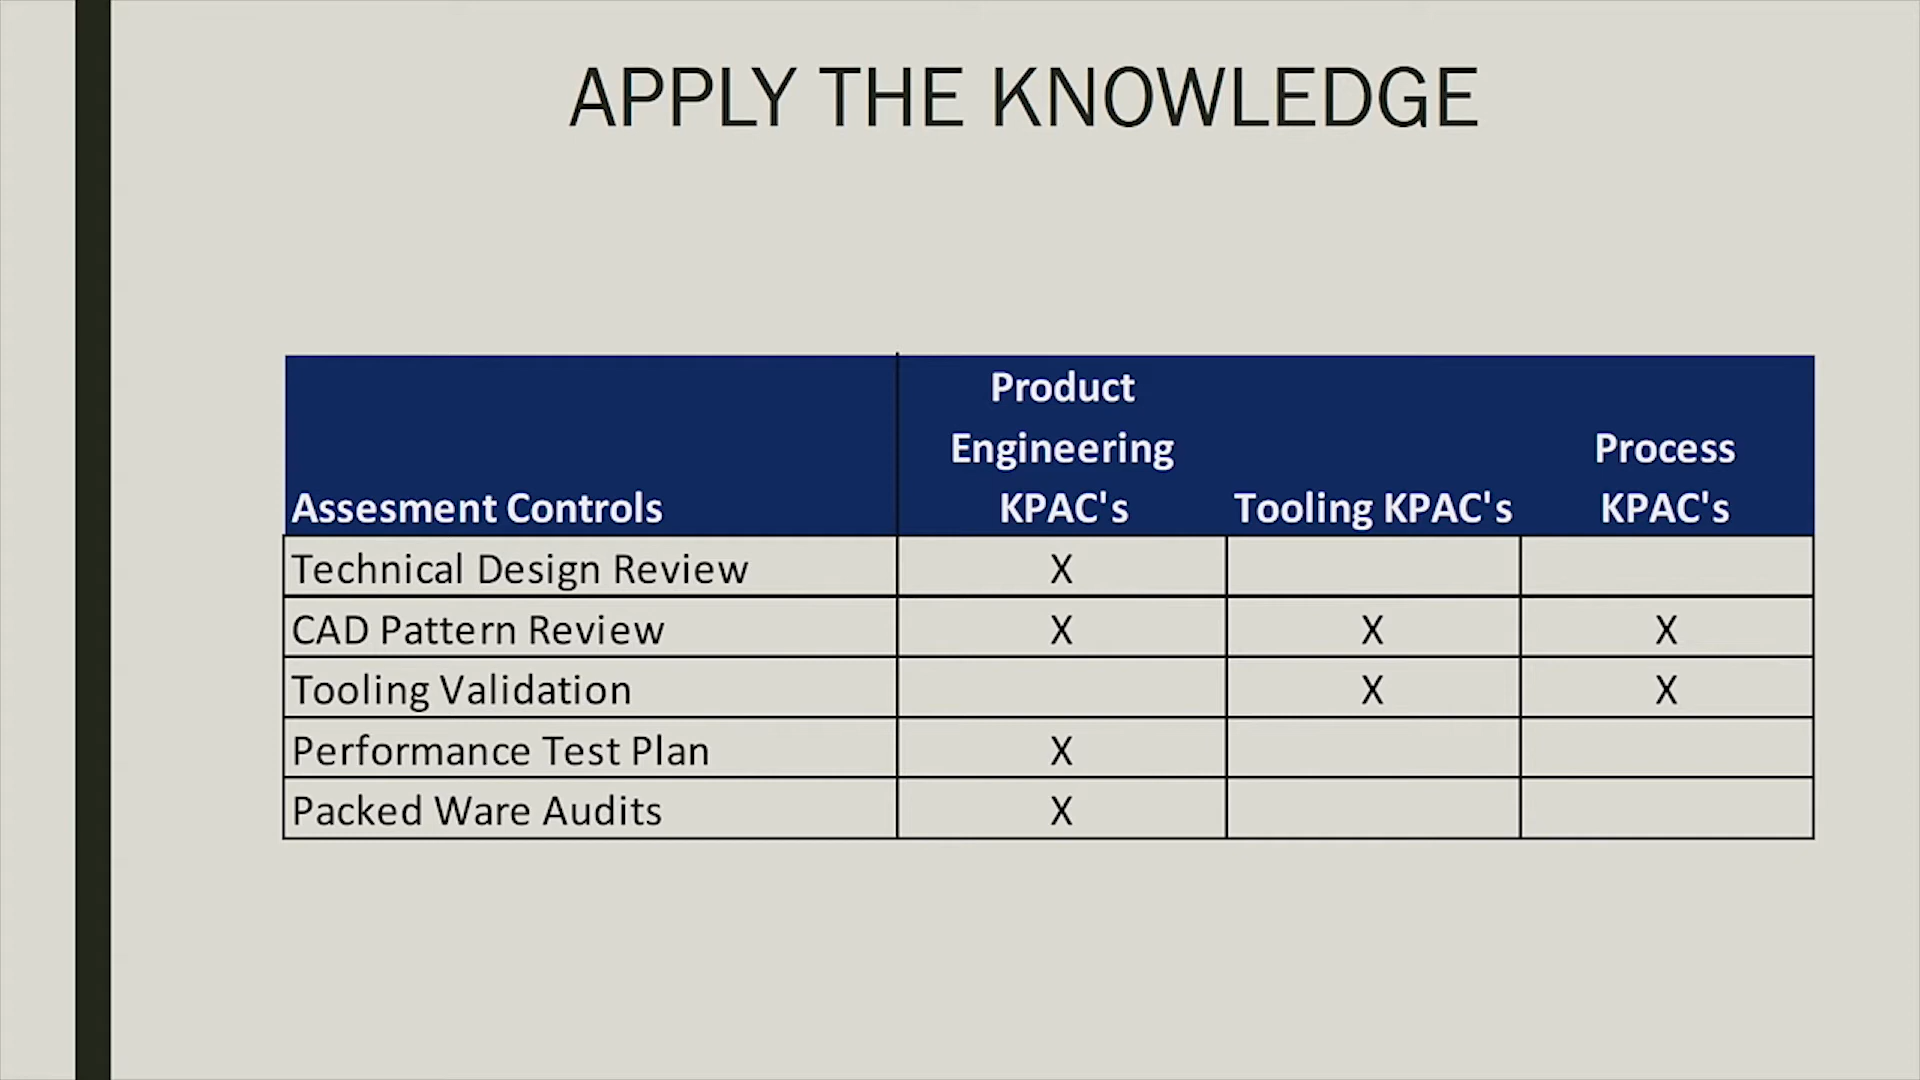 APPLY THE KNOWLEDGE
Assesment Controls Product Engineering KPAC's Tooling KPAC's Process KPAC's
Technical Design Review X
CAD Pattern Review X X X
Tooling Validation X X
Performance Test Plan X
Packed Ware Audits X